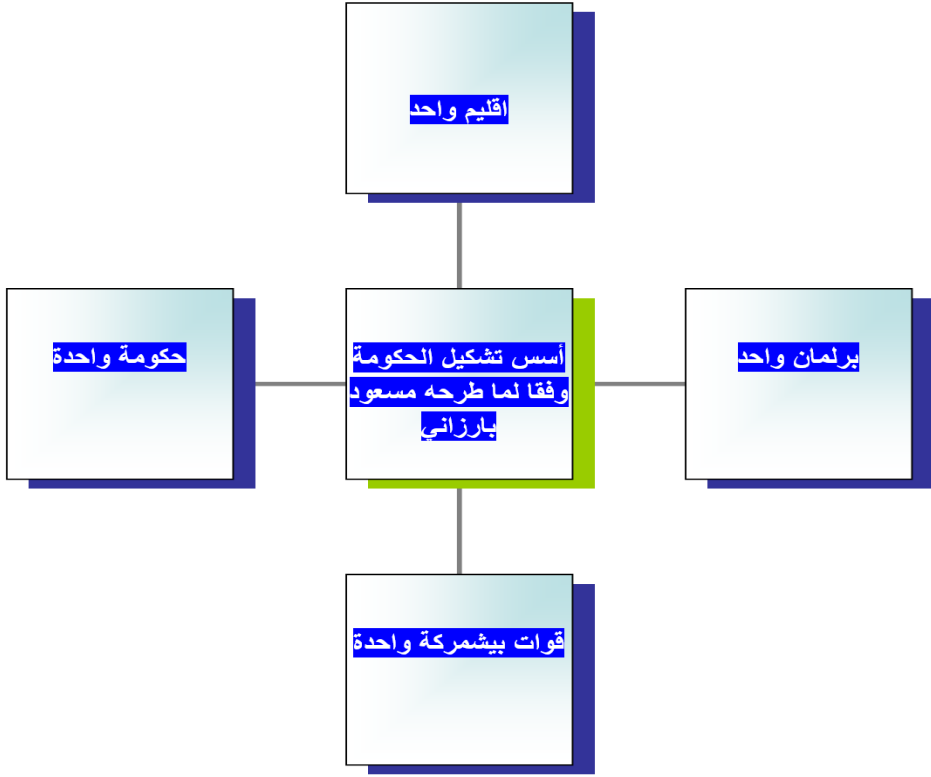 اقليم واحد
برلمان واحد
أسس تشكيل الحكومة
وفقا لما طرحه مسعود
بارزاني
حكومة واحدة
قوات بيشمركة واحدة